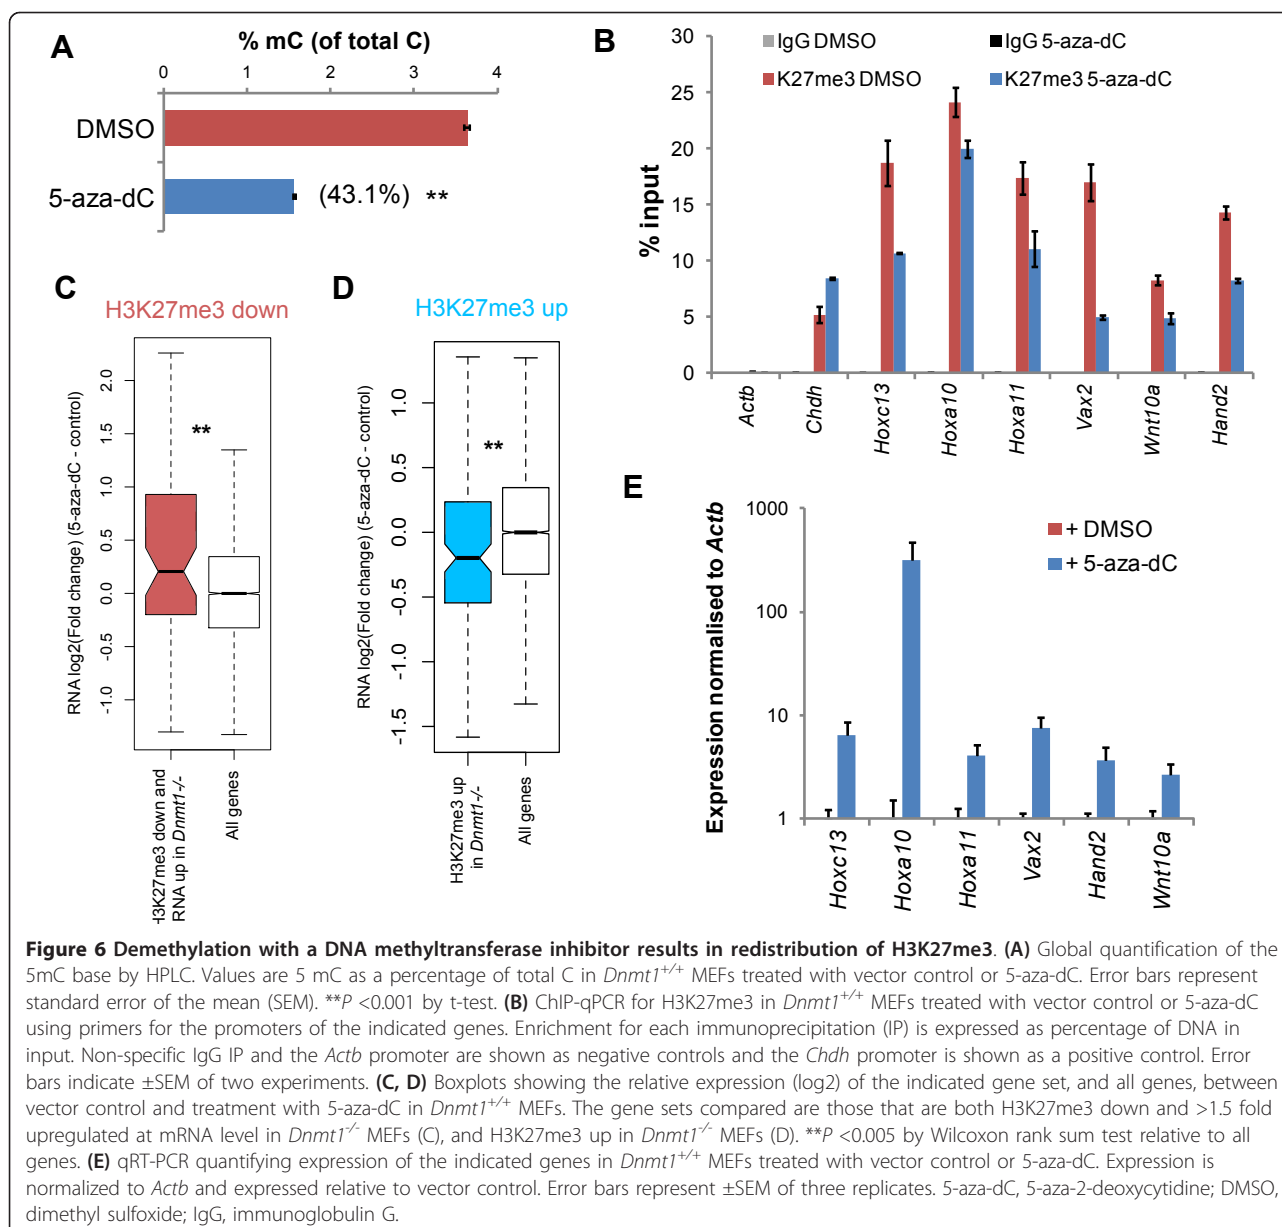 A
% mC (of total C)
0 1 2 3 4
DMSO
5-aza-dC
(43.1%) **
B
30
25
20
15
10
5
0
% input
IgG DMSO
IgG 5-aza-dC
K27me3 DMSO
K27me3 5-aza-dC
Actb
Chdh
Hoxc13
Hoxa10
Hoxa11
Vax2
Wnt10a
Hand2
C
H3K27me3 down
RNA log2(Fold change) (5-aza-dC - control)
2.0
1.5
1.0
0.5
0.0
-0.5
-1.0
**
H3K27me3 down and
RNA up in Dnmt1-/-
All genes
D
H3K27me3 up
RNA log2(Fold change) (5-aza-dC - control)
1.0
0.5
0.0
-0.5
-1.0
-1.5
**
H3K27me3 up
in Dnmt1-/-
All genes
E
Expression normalised to Actb
1000
100
10
1
+ DMSO
+ 5-aza-dC
Hoxc13
Hoxa10
Hoxa11
Vax2
Hand2
Wnt10a
Figure 6 Demethylation with a DNA methyltransferase inhibitor results in redistribution of H3K27me3. (A) Global quantification of the
5mC base by HPLC. Values are 5 mC as a percentage of total C in Dnmt1+/+ MEFs treated with vector control or 5-aza-dC. Error bars represent
standard error of the mean (SEM). **P <0.001 by t-test. (B) ChIP-qPCR for H3K27me3 in Dnmt1+/+ MEFs treated with vector control or 5-aza-dC
using primers for the promoters of the indicated genes. Enrichment for each immunoprecipitation (IP) is expressed as percentage of DNA in
input. Non-specific IgG IP and the Actb promoter are shown as negative controls and the Chdh promoter is shown as a positive control. Error
bars indicate ±SEM of two experiments. (C, D) Boxplots showing the relative expression (log2) of the indicated gene set, and all genes, between
vector control and treatment with 5-aza-dC in Dnmt1+/+ MEFs. The gene sets compared are those that are both H3K27me3 down and >1.5 fold
upregulated at mRNA level in Dnmt1-/- MEFs (C), and H3K27me3 up in Dnmt1-/- MEFs (D). **P <0.005 by Wilcoxon rank sum test relative to all
genes. (E) qRT-PCR quantifying expression of the indicated genes in Dnmt1+/+ MEFs treated with vector control or 5-aza-dC. Expression is
normalized to Actb and expressed relative to vector control. Error bars represent ±SEM of three replicates. 5-aza-dC, 5-aza-2-deoxycytidine; DMSO,
dimethyl sulfoxide; IgG, immunoglobulin G.